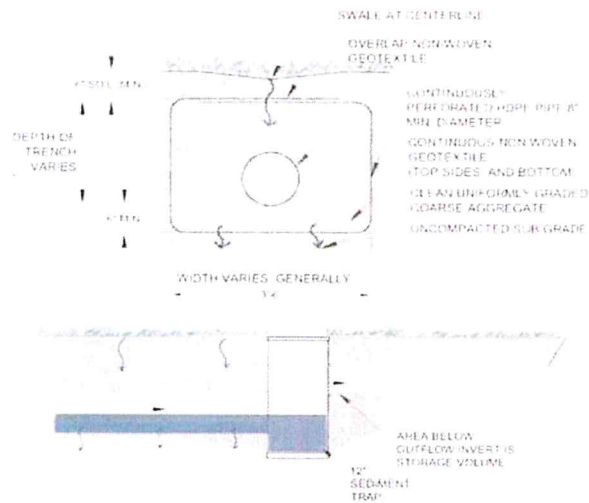 SWALE AT CENTERLINE
OVERLAP NON-WOVEN
GEOTEXTILE
CONTINUOUSLY
PERFORATED HDPE PIPE 8"
MIN. DIAMETER
DEPTH OF
TRENCH
VARIES
CONTINUOUS NON WOVEN
GEOTEXTILE
(TOP SIDES, AND BOTTOM
CLEAN UNIFORMLY GRADED
COARSE AGGREGATE
UNCOMPACTED SUB GRADE
WIDTH VARIES GENERALLY
AREA BELOW
OUTFLOW INVERT IS
STORAGE VOLUME
12"
SEDIMENT
TRAP